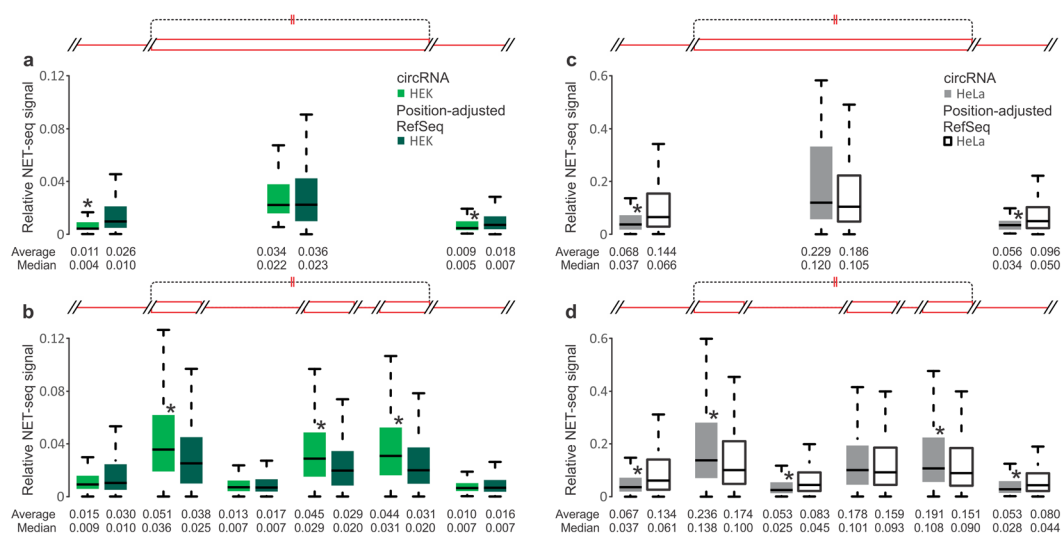 a
Relative NET-seq signal
0.12
0.08
0.04
0
circRNA
HEK
Position-adjusted
RefSeq
HEK
*
*
Average 0.011 0.026 0.034 0.036 0.009 0.018
Median 0.004 0.010 0.022 0.023 0.005 0.007
c
Relative NET-seq signal
0.6
0.4
0.2
0
circRNA
HeLa
Position-adjusted
RefSeq
HeLa
*
*
Average 0.068 0.144 0.229 0.186 0.056 0.096
Median 0.037 0.066 0.120 0.105 0.034 0.050
b
Relative NET-seq signal
0.12
0.04
0
*
*
*
Average 0.015 0.030 0.051 0.038 0.013 0.017 0.045 0.029 0.044 0.031 0.010 0.016
Median 0.009 0.010 0.036 0.025 0.007 0.007 0.029 0.020 0.031 0.020 0.007 0.007
d
Relative NET-seq signal
0.6
0.4
0.2
0
*
*
*
*
*
Average 0.067 0.134 0.236 0.174 0.053 0.083 0.178 0.159 0.191 0.151 0.053 0.080
Median 0.037 0.061 0.138 0.100 0.025 0.045 0.101 0.093 0.108 0.090 0.028 0.044